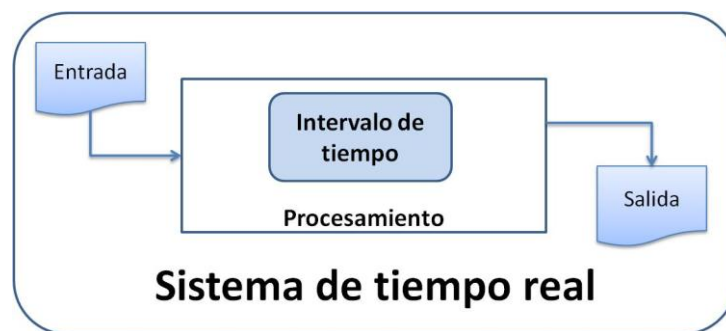 Entrada
Intervalo de
tiempo
Procesamiento
Salida
Sistema de tiempo real